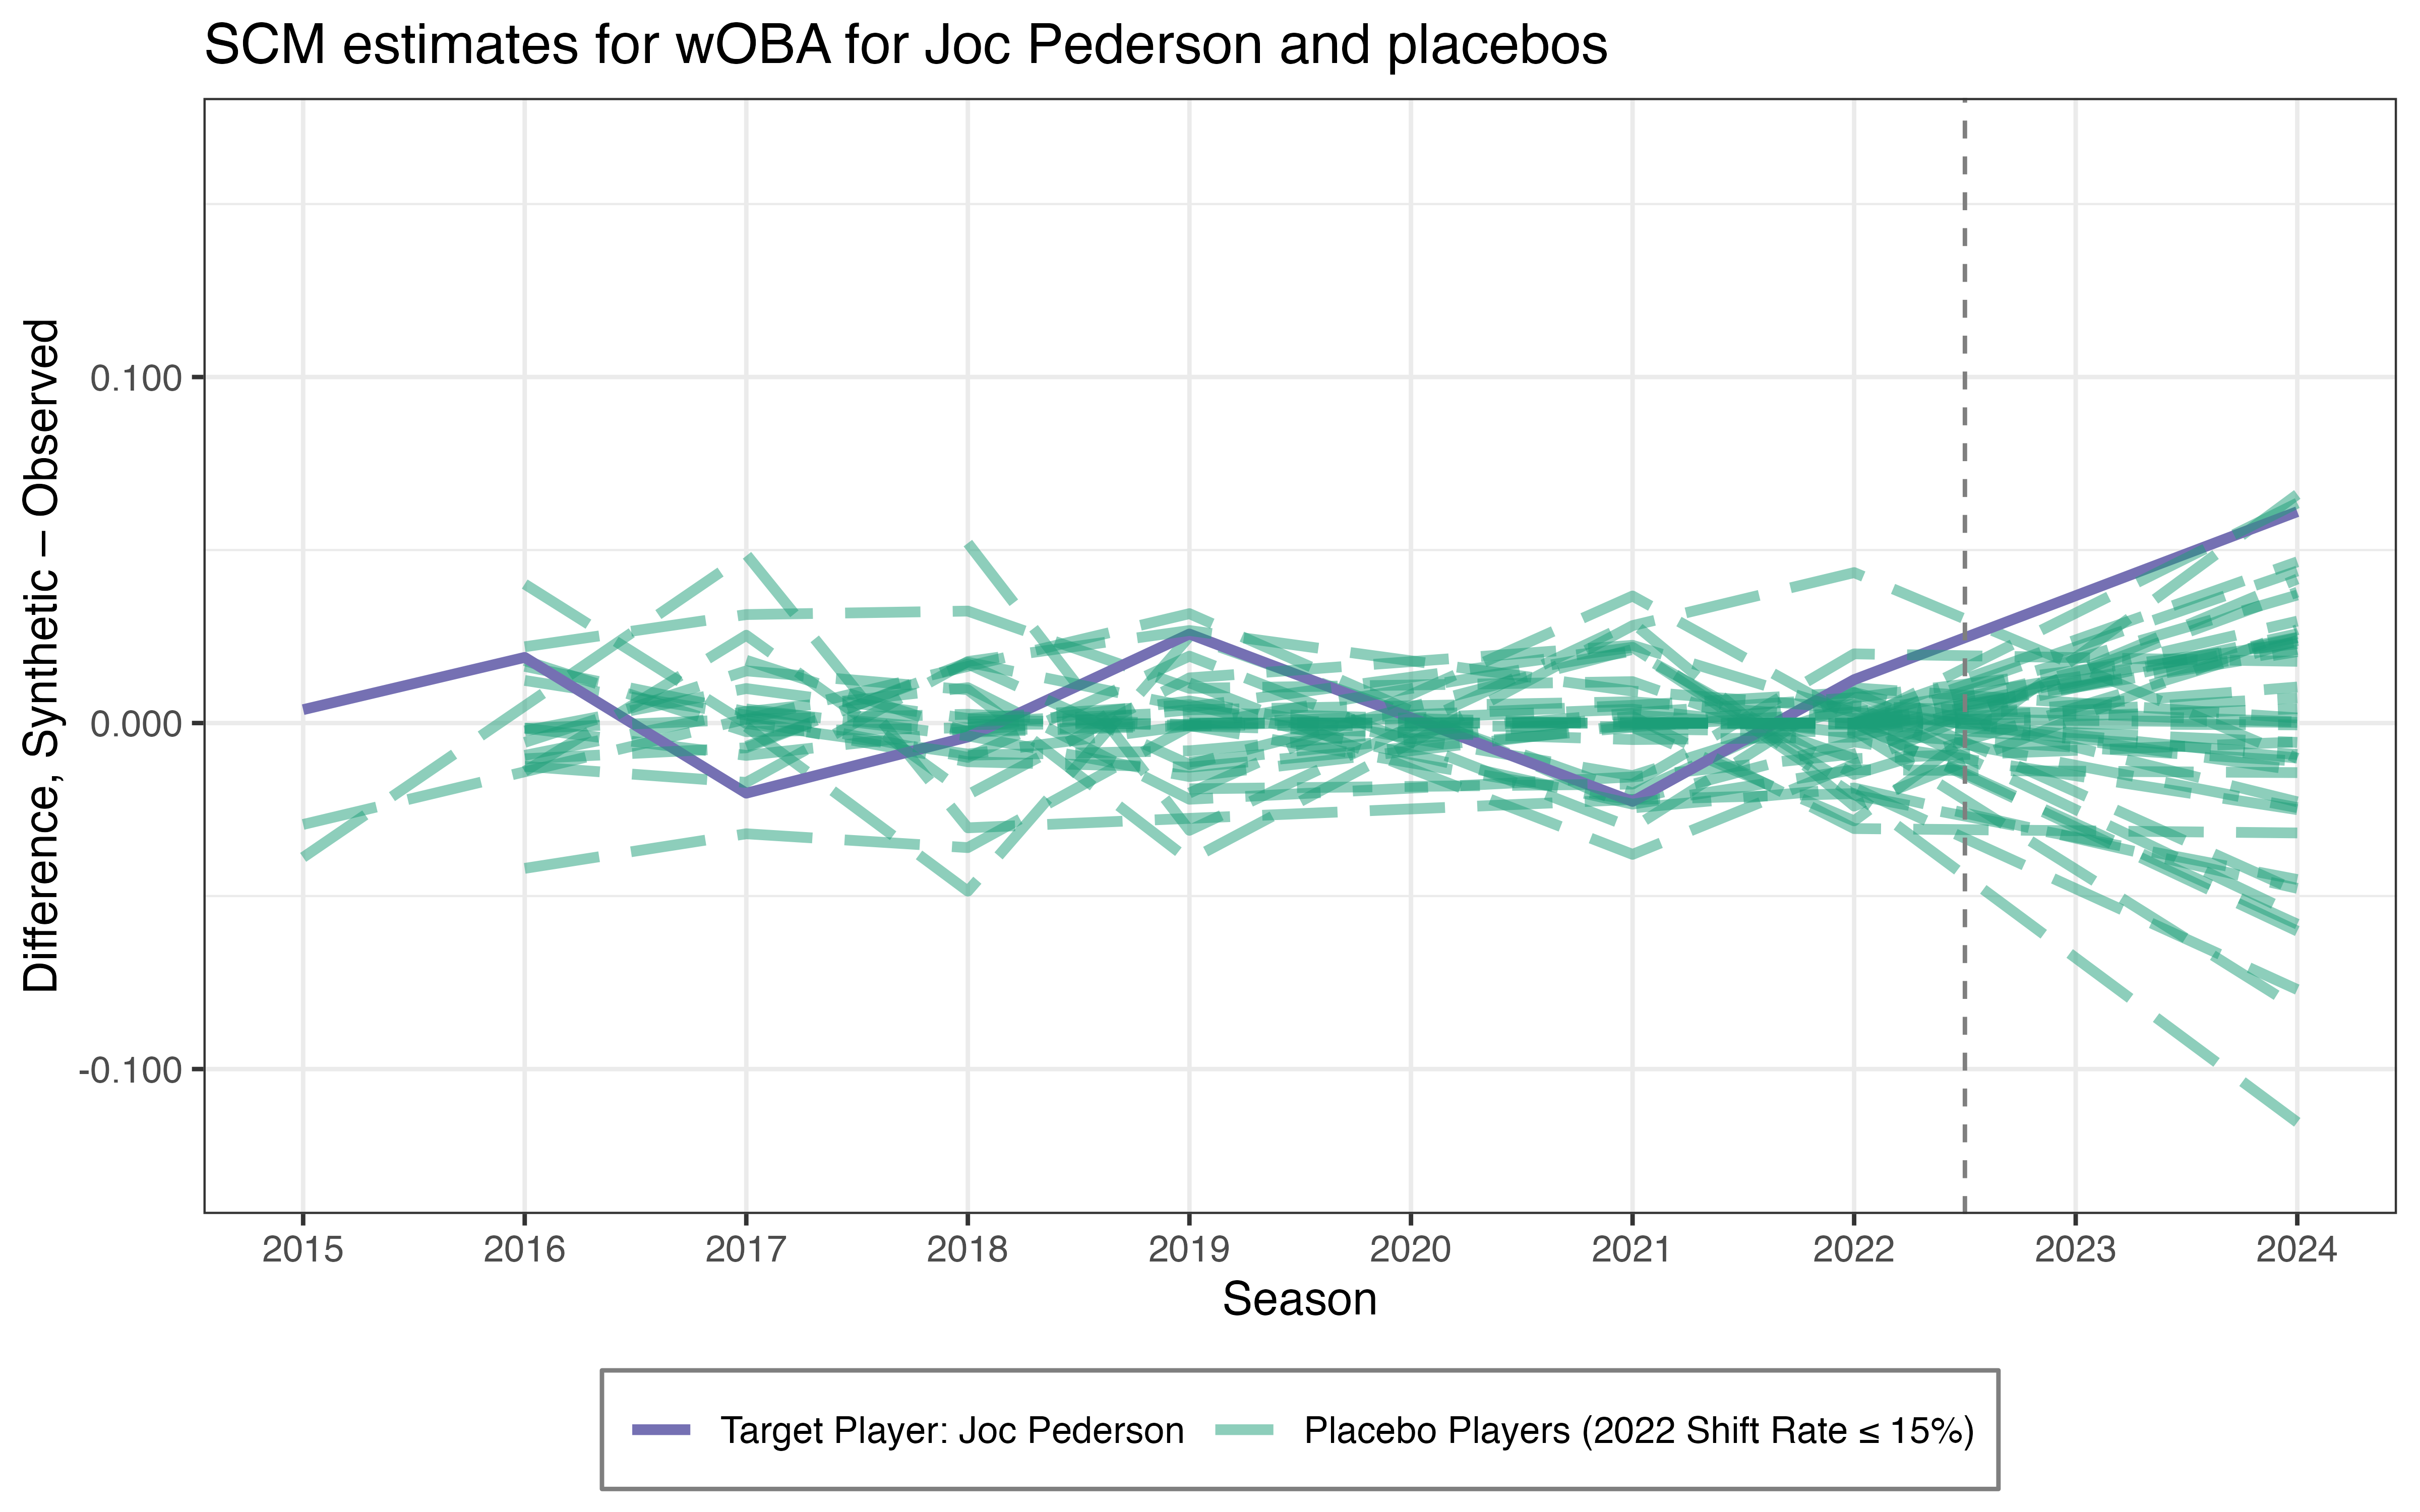 SCM estimates for wOBA for Joc Pederson and placebos
Difference, Synthetic − Observed
0.100
0.000
-0.100
2015 2016 2017 2018 2019 2020 2021 2022 2023 2024
Season
Target Player: Joc Pederson Placebo Players (2022 Shift Rate ≤ 15%)